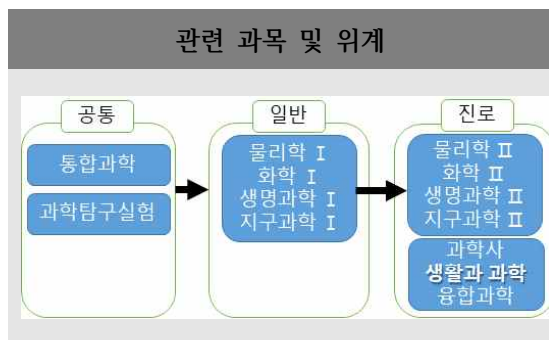 관련 과목 및 위계
공통
통합과학
과학탐구실험
일반
물리학 Ⅰ
화학 Ⅰ
생명과학 Ⅰ
지구과학 Ⅰ
진로
물리학 Ⅱ
화학 Ⅱ
생명과학 Ⅱ
지구과학 Ⅱ
과학사
생활과 과학
융합과학